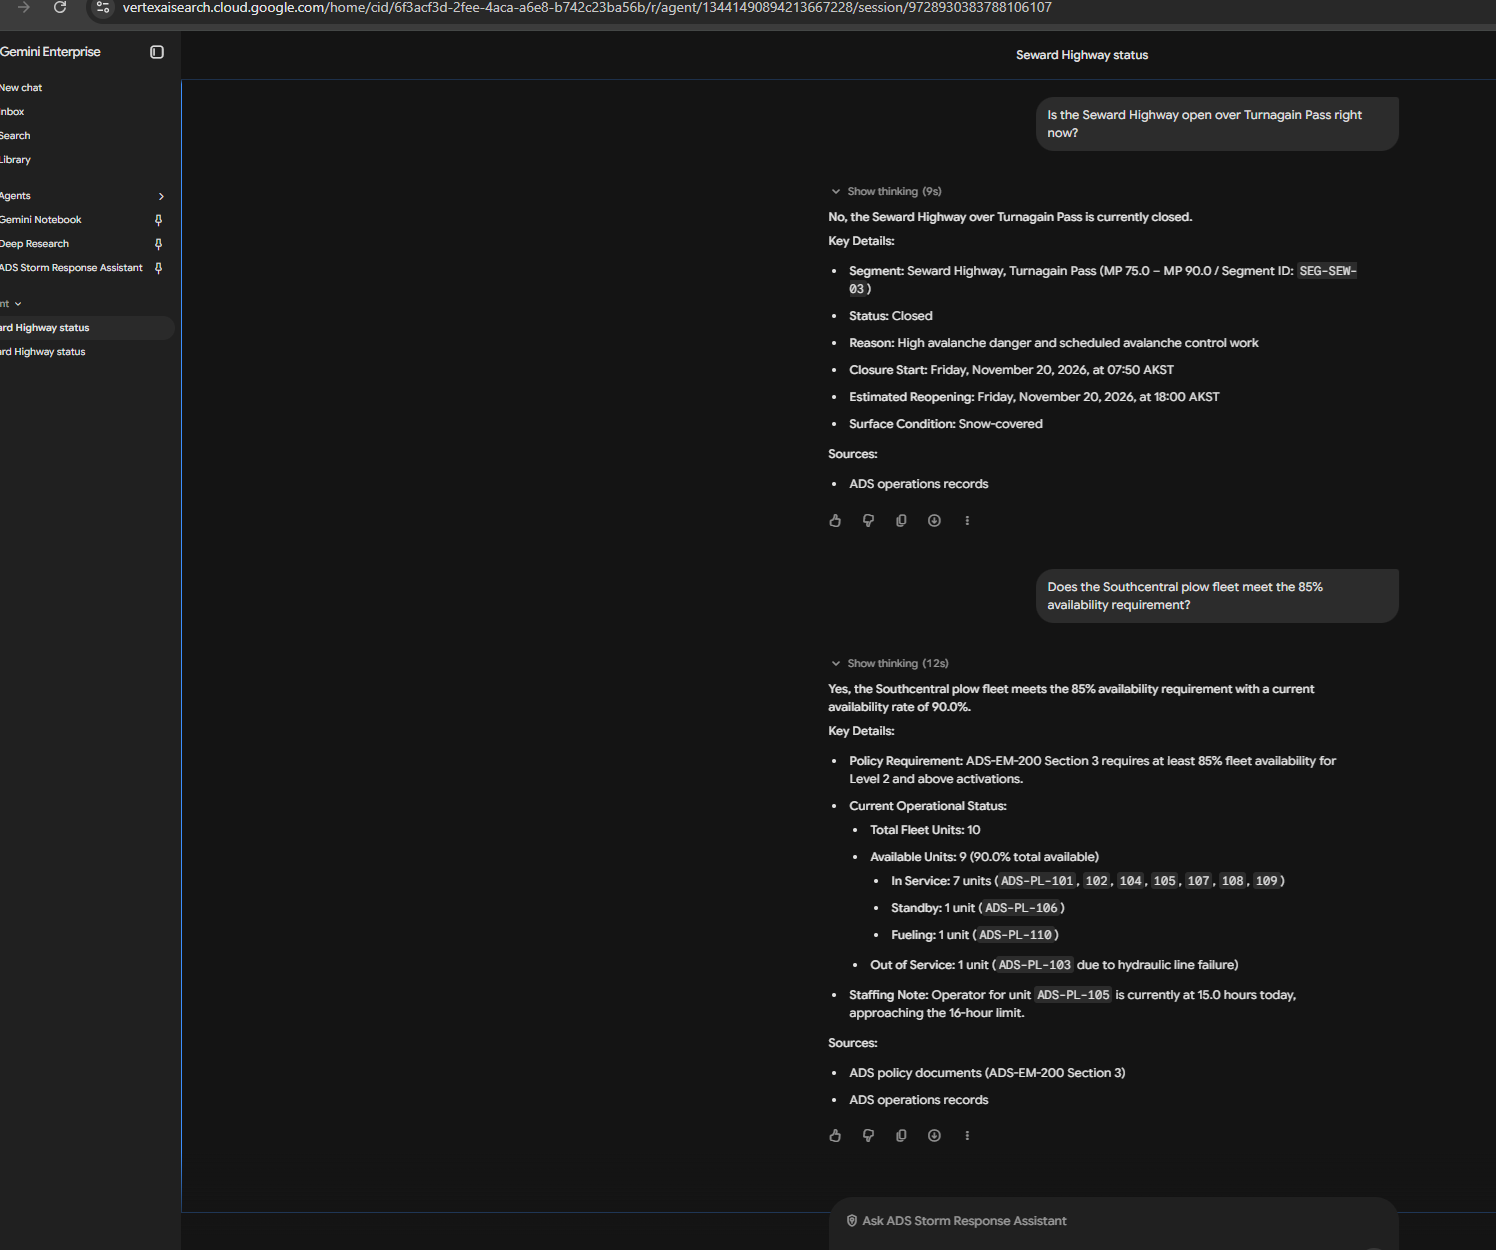 vertexaisearch.cloud.google.com/home/cid/6f3acf3d-2fee-4aca-a6e8-b742c23ba56b/r/agent/13441490894213667228/session/9728930383788106107
Gemini Enterprise
New chat
Inbox
Search
Library
Agents
Gemini Notebook
Deep Research
ADS Storm Response Assistant
nt
ard Highway status
ard Highway status
Seward Highway status
Is the Seward Highway open over Turnagain Pass right
now?
Show thinking (9s)
No, the Seward Highway over Turnagain Pass is currently closed.
Key Details:
• Segment: Seward Highway, Turnagain Pass (MP 75.0 – MP 90.0 / Segment ID: SEG-SEW-
03)
• Status: Closed
• Reason: High avalanche danger and scheduled avalanche control work
• Closure Start: Friday, November 20, 2026, at 07:50 AKST
• Estimated Reopening: Friday, November 20, 2026, at 18:00 AKST
• Surface Condition: Snow-covered
Sources:
• ADS operations records
Does the Southcentral plow fleet meet the 85%
availability requirement?
Show thinking (12s)
Yes, the Southcentral plow fleet meets the 85% availability requirement with a current
availability rate of 90.0%.
Key Details:
• Policy Requirement: ADS-EM-200 Section 3 requires at least 85% fleet availability for
Level 2 and above activations.
• Current Operational Status:
• Total Fleet Units: 10
• Available Units: 9 (90.0% total available)
• In Service: 7 units (ADS-PL-101, 102, 104, 105, 107, 108, 109)
• Standby: 1 unit (ADS-PL-106)
• Fueling: 1 unit (ADS-PL-110)
• Out of Service: 1 unit (ADS-PL-103 due to hydraulic line failure)
• Staffing Note: Operator for unit ADS-PL-105 is currently at 15.0 hours today,
approaching the 16-hour limit.
Sources:
• ADS policy documents (ADS-EM-200 Section 3)
• ADS operations records
Ask ADS Storm Response Assistant